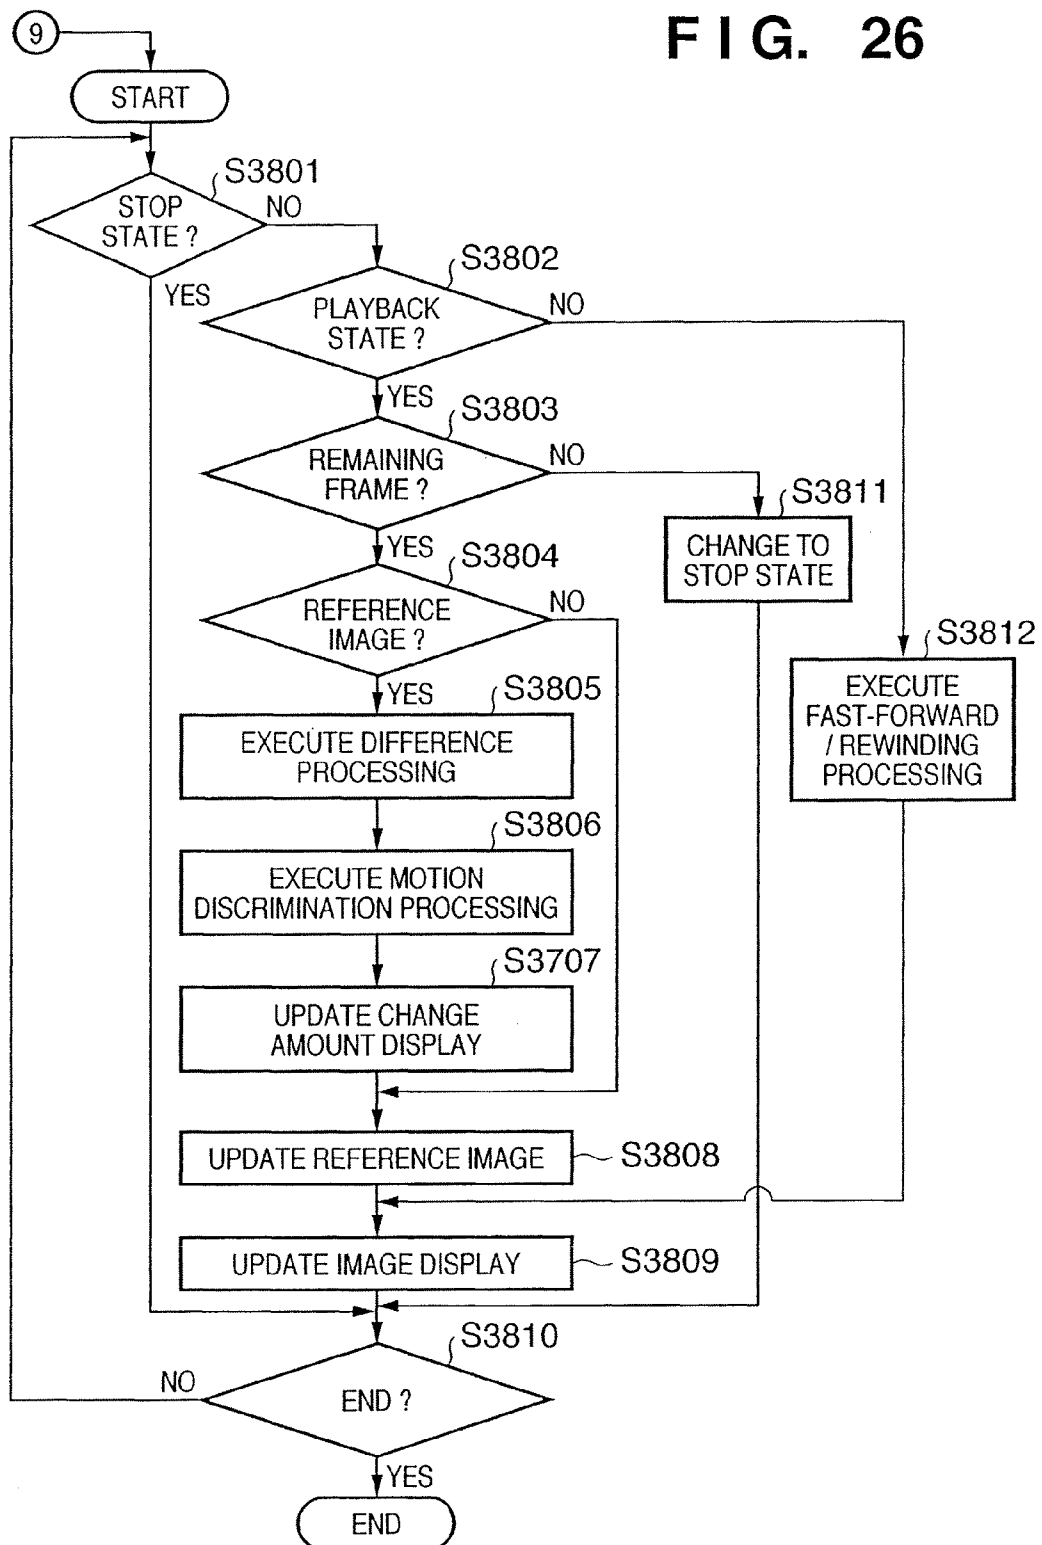 FIG. 26
9
START
S3801
STOP
STATE ?
NO
YES
S3802
PLAYBACK
STATE ?
NO
YES
S3803
REMAINING
FRAME ?
NO
YES
S3811
CHANGE TO
STOP STATE
S3804
REFERENCE
IMAGE ?
NO
YES
S3812
EXECUTE
FAST-FORWARD
/ REWINDING
PROCESSING
S3805
EXECUTE DIFFERENCE
PROCESSING
S3806
EXECUTE MOTION
DISCRIMINATION PROCESSING
S3707
UPDATE CHANGE
AMOUNT DISPLAY
UPDATE REFERENCE IMAGE
S3808
UPDATE IMAGE DISPLAY
S3809
S3810
END ?
NO
YES
END